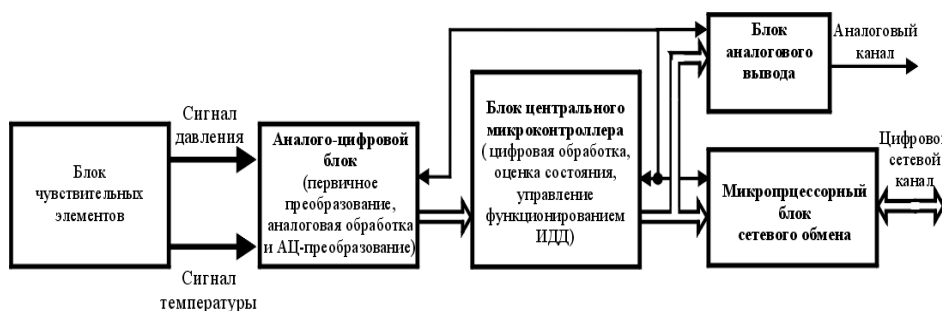 Блок
чувствительных
элементов
Сигнал
давления
Сигнал
температуры
Аналого-цифровой
блок
(первичное
преобразование,
аналоговая обработка
и АЦ-преобразование)
Блок центрального
микроконтроллера
( цифровая обработка,
оценка состояния,
управление
функционированием
ИДД)
Блок
аналогового
вывода
Аналоговый
канал
Микропрцессорный
блок
сетевого обмена
Цифровой
сетевой
канал